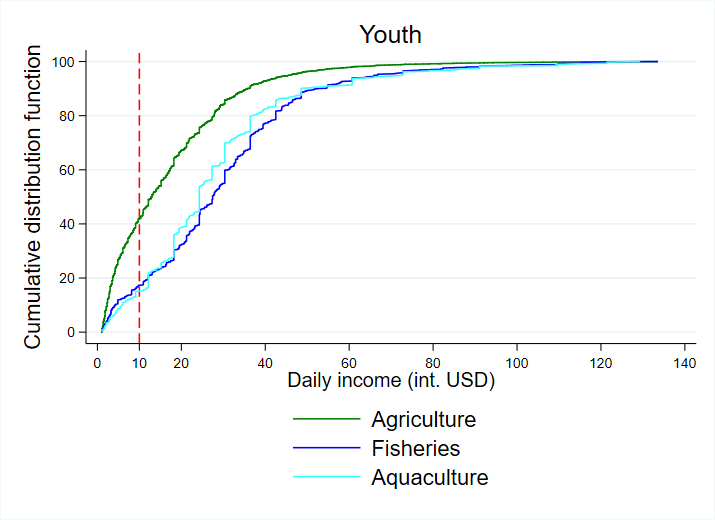 Youth
Cumulative distribution function
100
80
60
40
20
0
0 10 20 40 60 80 100 120 140
Daily income (int. USD)
Agriculture
Fisheries
Aquaculture